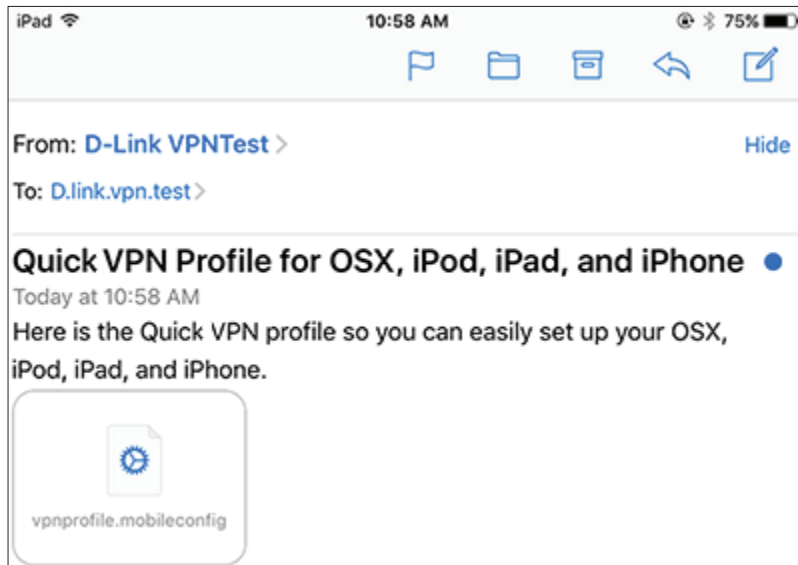 iPad 10:58 AM 75%
From: D-Link VPNTest Hide
To: D.link.vpn.test
Quick VPN Profile for OSX, iPod, iPad, and iPhone
Today at 10:58 AM
Here is the Quick VPN profile so you can easily set up your OSX,
iPod, iPad, and iPhone.
vpnprofile.mobileconfig